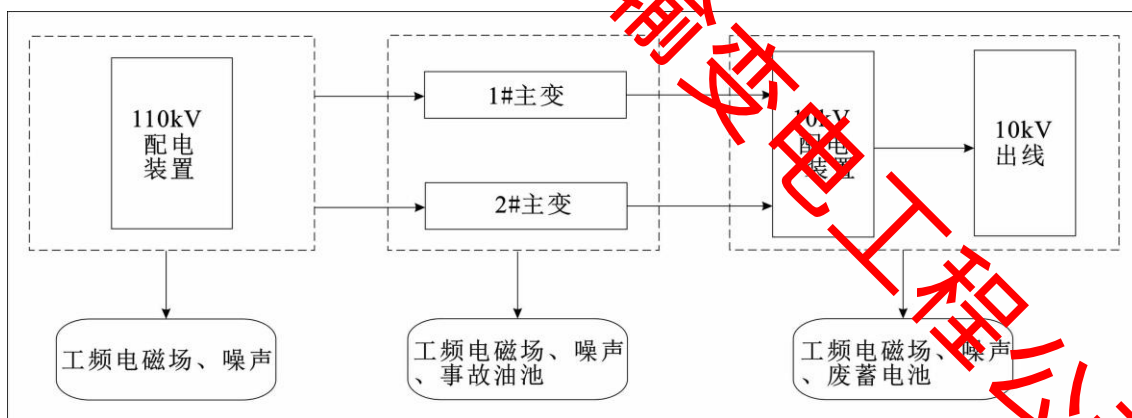 110kV
配电
装置
1#主变
2#主变
10kV
配电
装置
10kV
出线
工频电磁场、噪声
工频电磁场、噪声
、事故油池
工频电磁场、噪声
、废蓄电池
输变电工程公